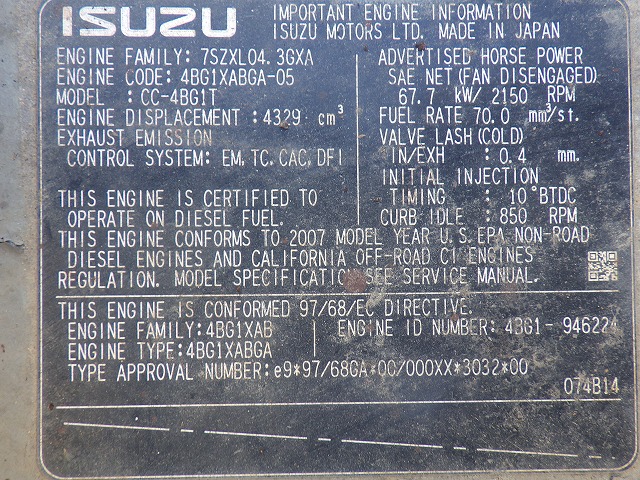 ISUZU
IMPORTANT ENGINE INFORMATION
ISUZU MOTORS LTD. MADE IN JAPAN
ENGINE FAMILY: 7SZXL04.3GXA
ENGINE CODE: 4BG1XABGA-05
MODEL : CC-4BG1T
ENGINE DISPLACEMENT: 4329 cm³
EXHAUST EMISSION
CONTROL SYSTEM: EM, TC, CAC, DFI
THIS ENGINE IS CERTIFIED TO
OPERATE ON DIESEL FUEL.
ADVERTISED HORSE POWER
SAE NET (FAN DISENGAGED)
67.7 kW/ 2150 RPM
FUEL RATE 70.0 mm³/st.
VALVE LASH (COLD)
IN/EXH : 0.4 mm.
INITIAL INJECTION
TIMING : 10°BTDC
CURB IDLE : 850 RPM
THIS ENGINE CONFORMS TO 2007 MODEL YEAR U.S. EPA NON-ROAD
DIESEL ENGINES AND CALIFORNIA OFF-ROAD CI ENGINES
REGULATION. MODEL SPECIFICATION SEE SERVICE MANUAL.
THIS ENGINE IS CONFORMED 97/68/EC DIRECTIVE.
ENGINE FAMILY:4BG1XAB
ENGINE TYPE:4BG1XABGA
ENGINE ID NUMBER: 4BG1- 946224
TYPE APPROVAL NUMBER:e9*97/68GA*00/000XX*3032*00
074B14